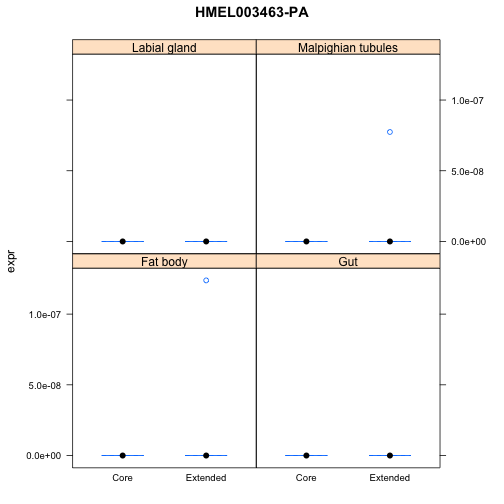 HMEL003463-PA
Labial gland
Malpighian tubules
1.0e-07
5.0e-08
0.0e+00
expr
Fat body
Gut
1.0e-07
5.0e-08
0.0e+00
Core
Extended
Core
Extended